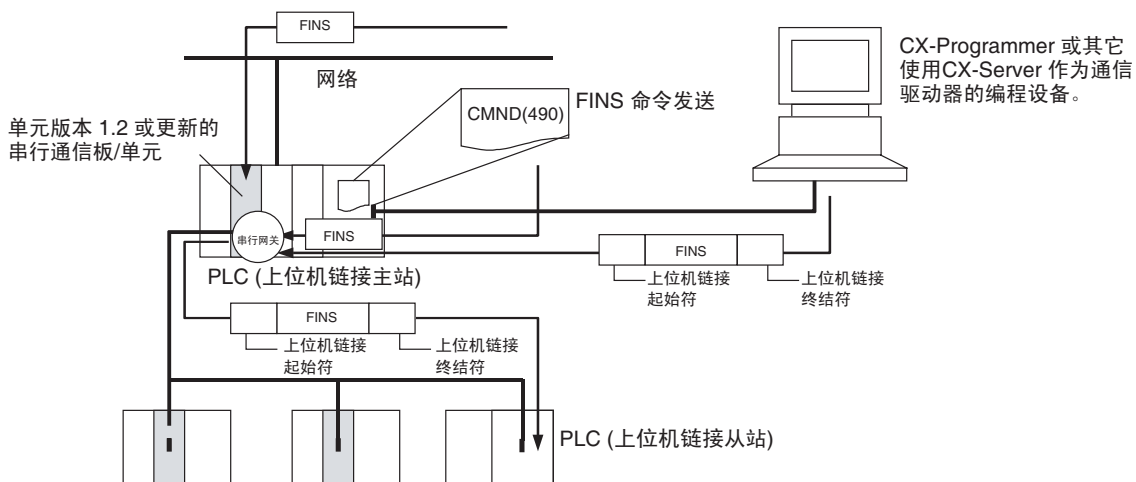 FINS
网络
CX-Programmer 或其它
使用CX-Server 作为通信
驱动器的编程设备。
FINS 命令发送
CMND(490)
单元版本 1.2 或更新的
串行通信板/单元
串行网关
FINS
FINS
上位机链接
起始符
上位机链接
终结符
PLC (上位机链接主站)
FINS
上位机链接
起始符
上位机链接
终结符
PLC (上位机链接从站)